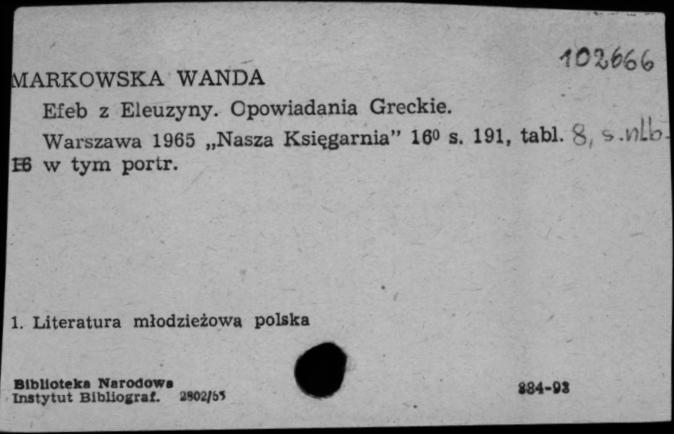 102666
MARKOWSKA WANDA
Efeb z Eleuzyny. Opowiadania Greckie.
Warszawa 1965 „Nasza Księgarnia” 16⁰ s. 191, tabl. 8, s. nlb.
16 w tym portr.
1. Literatura młodzieżowa polska
Biblioteka Narodowa
Instytut Bibliograf. 2802/65
884-93